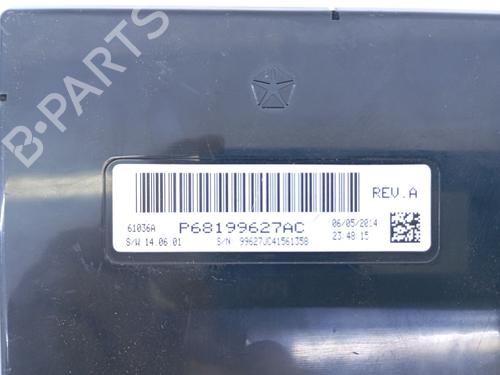 B-PARTS
REV.A
61036A P68199627AC 06/05/2014
S/W 14.06 01 S/N 99627JC41561358 23:48:15